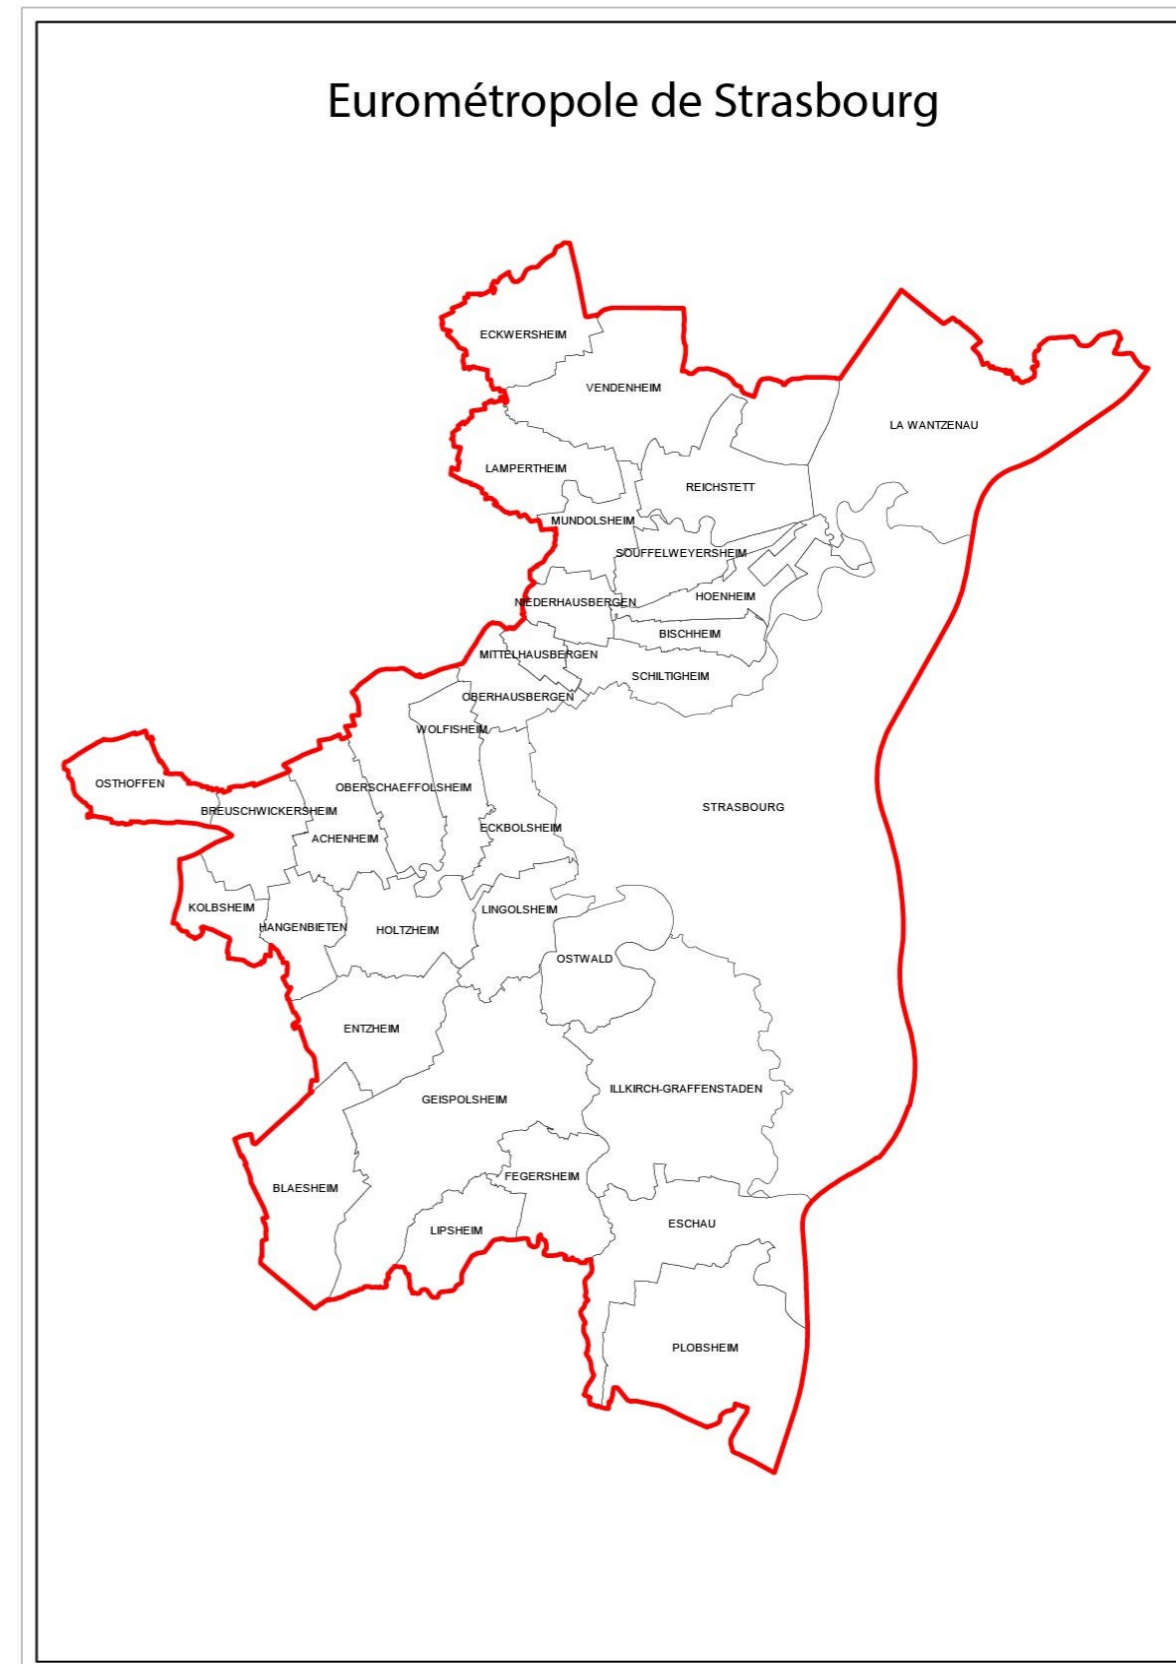 Eurométropole de Strasbourg
ECKWERSHEIM
VENDENHEIM
LA WANTZENAU
LAMPERTHEIM
REICHSTETT
MUNDOLSHEIM
SOUFFELWEYERSHEIM
HOENHEIM
NIEDERHAUSBERGEN
BISCHHEIM
MITTELHAUSBERGEN
SCHILTIGHEIM
OBERHAUSBERGEN
WOLFISHEIM
OSTHOFFEN
OBERSCHAEFFOLSHEIM
STRASBOURG
BREUSCHWICKERSHEIM
ECKBOLSHEIM
ACHENHEIM
KOLBSHEIM
LINGOLSHEIM
HANGENBIETEN
HOLTZHEIM
OSTWALD
ENTZHEIM
ILLKIRCH-GRAFFENSTADEN
GEISPOLSHEIM
FEGERSHEIM
BLAESHEIM
ESCHAU
LIPSHEIM
PLOBSHEIM